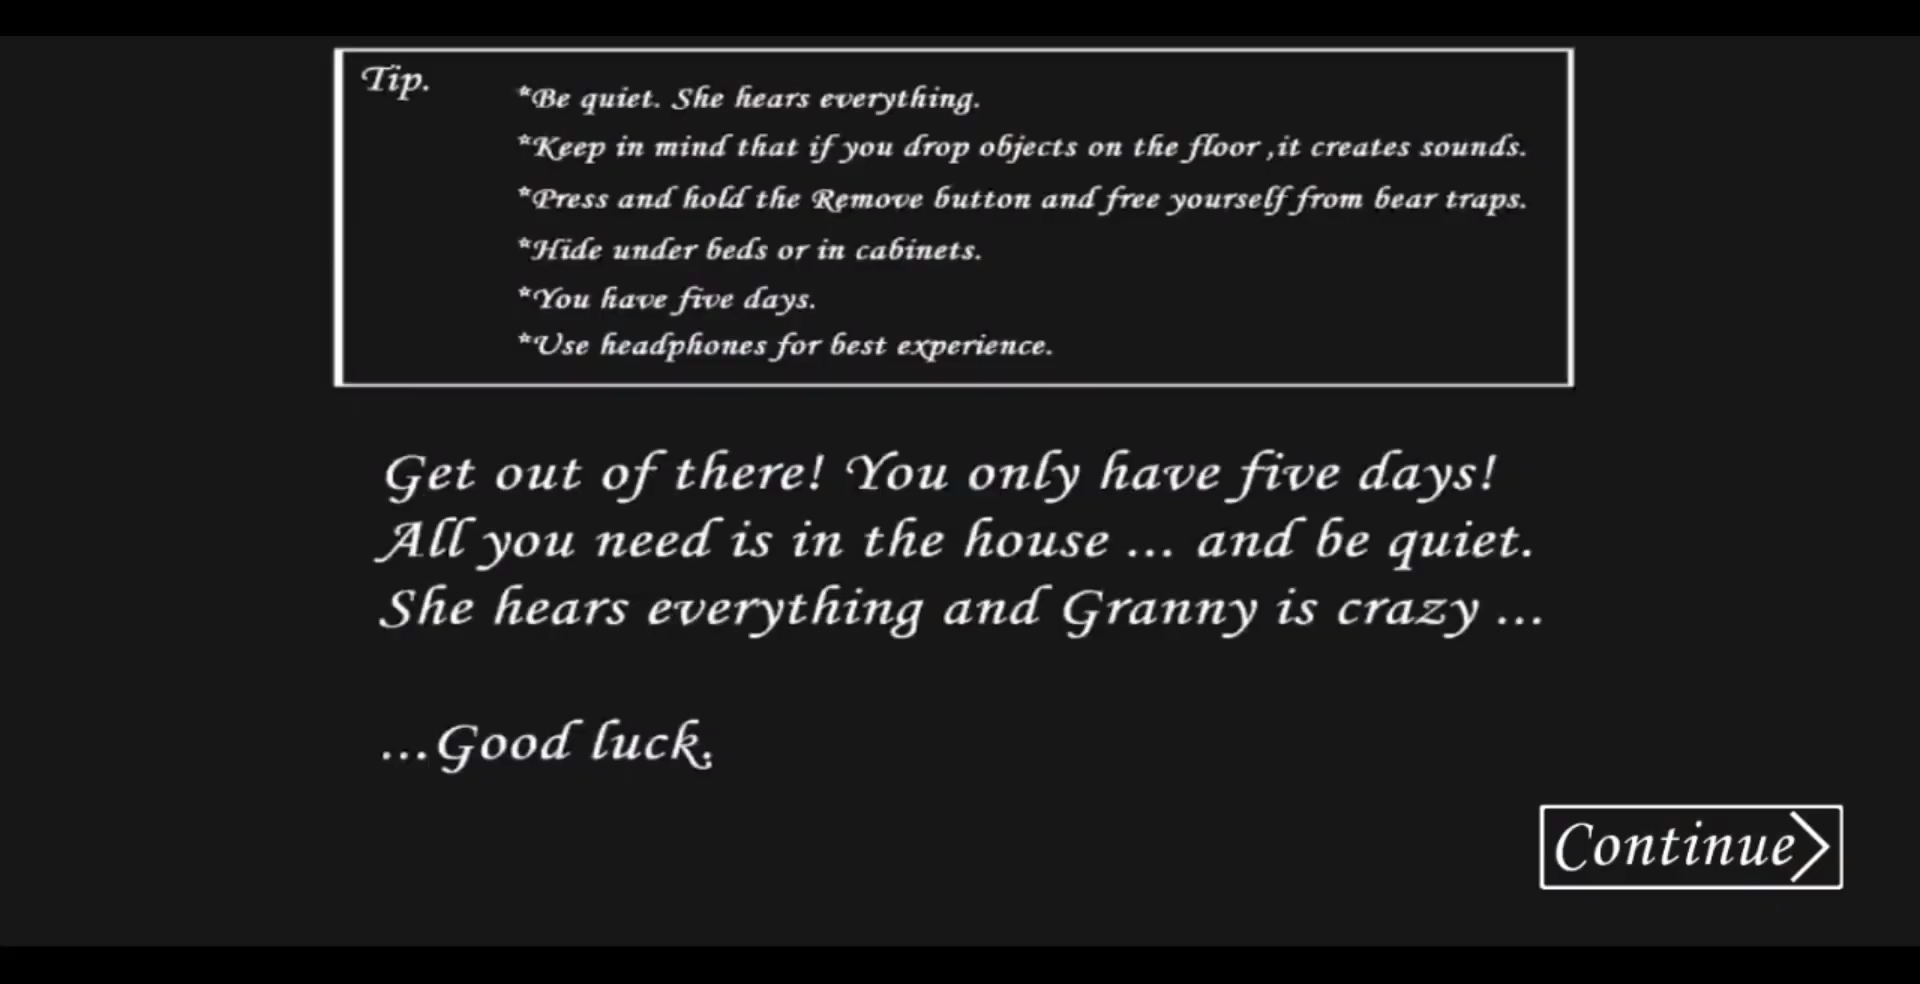 Tip.
*Be quiet. She hears everything.
*Keep in mind that if you drop objects on the floor ,it creates sounds.
*Press and hold the Remove button and free yourself from bear traps.
*Hide under beds or in cabinets.
*You have five days.
*Use headphones for best experience.
Get out of there! You only have five days!
All you need is in the house ... and be quiet.
She hears everything and Granny is crazy ...
...Good luck.
Continue>